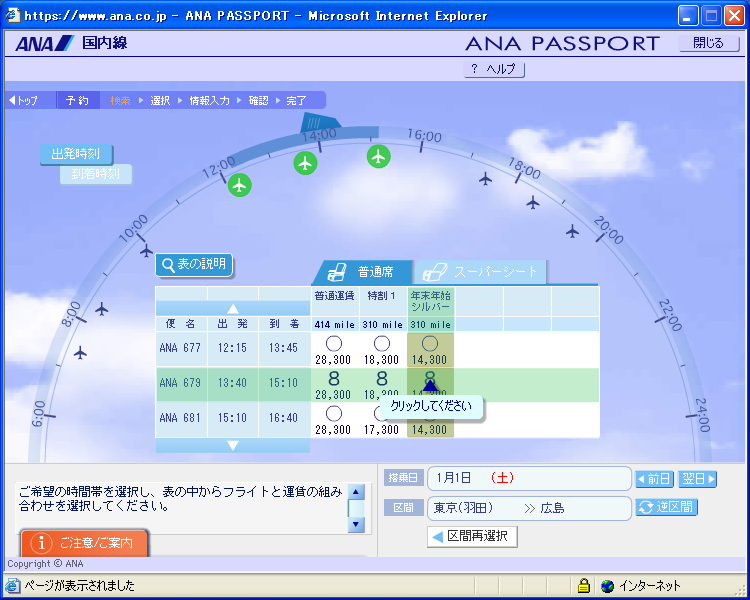 https://www.ana.co.jp - ANA PASSPORT - Microsoft Internet Explorer
ANA 国内線
ANA PASSPORT
閉じる
? ヘルプ
トップ 予約 検索 選択 情報入力 確認 完了
出発時刻
到着時刻
6:00
8:00
10:00
12:00
14:00
16:00
18:00
20:00
22:00
24:00
表の説明
普通席 スーパーシート
普通運賃 特割1 年末年始
シルバー
便 名 出 発 到 着 414 mile 310 mile 310 mile
ANA 677 12:15 13:45 ○ ○ ○
28,300 18,300 14,300
ANA 679 13:40 15:10 8 8 8
28,300 18,300
クリックしてください
ANA 681 15:10 16:40 ○
28,300 17,300 14,300
ご希望の時間帯を選択し、表の中からフライトと運賃の組み
合わせを選択してください。
ご注意/ご案内
搭乗日 1月1日 (土) 前日 翌日
区間 東京(羽田) >> 広島 逆区間
区間再選択
Copyright © ANA
ページが表示されました
インターネット